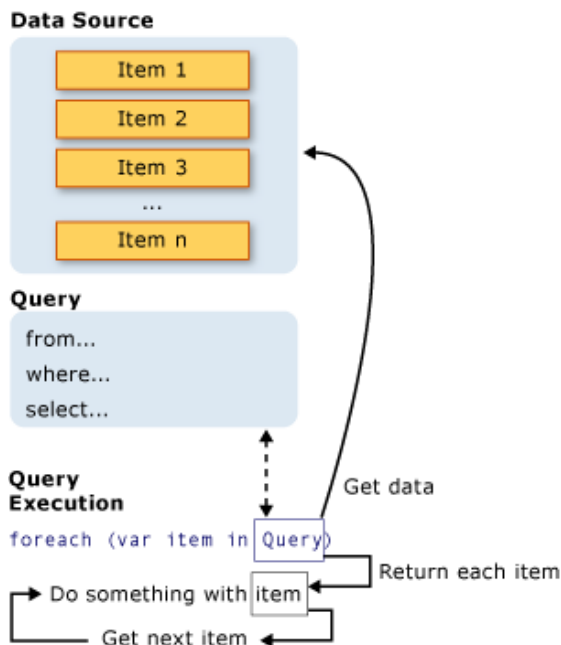 Data Source
Item 1
Item 2
Item 3
...
Item n
Query
from...
where...
select...
Query
Execution
Get data
foreach (var item in Query)
Return each item
Do something with item
Get next item